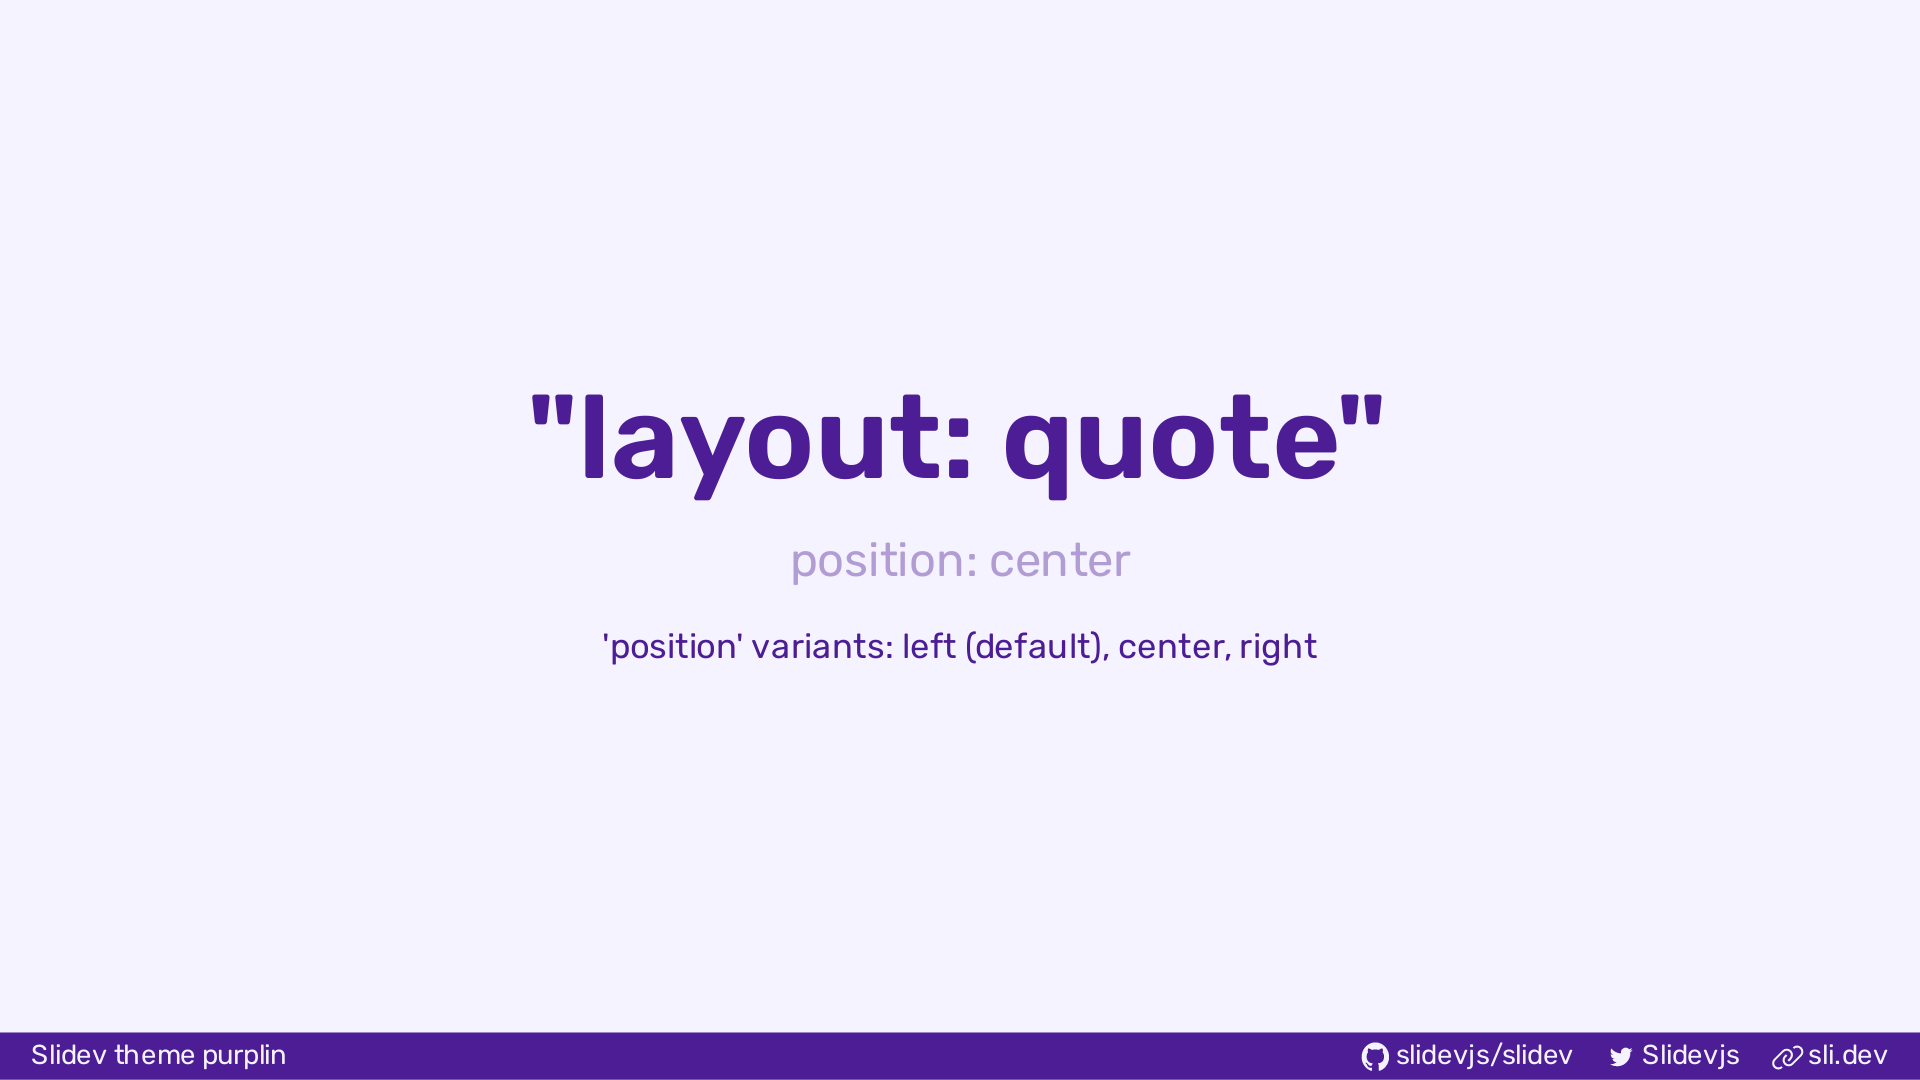 "layout: quote"
position: center
'position' variants: left (default), center, right
Slidev theme purplin
slidevjs/slidev
Slidevjs
sli.dev